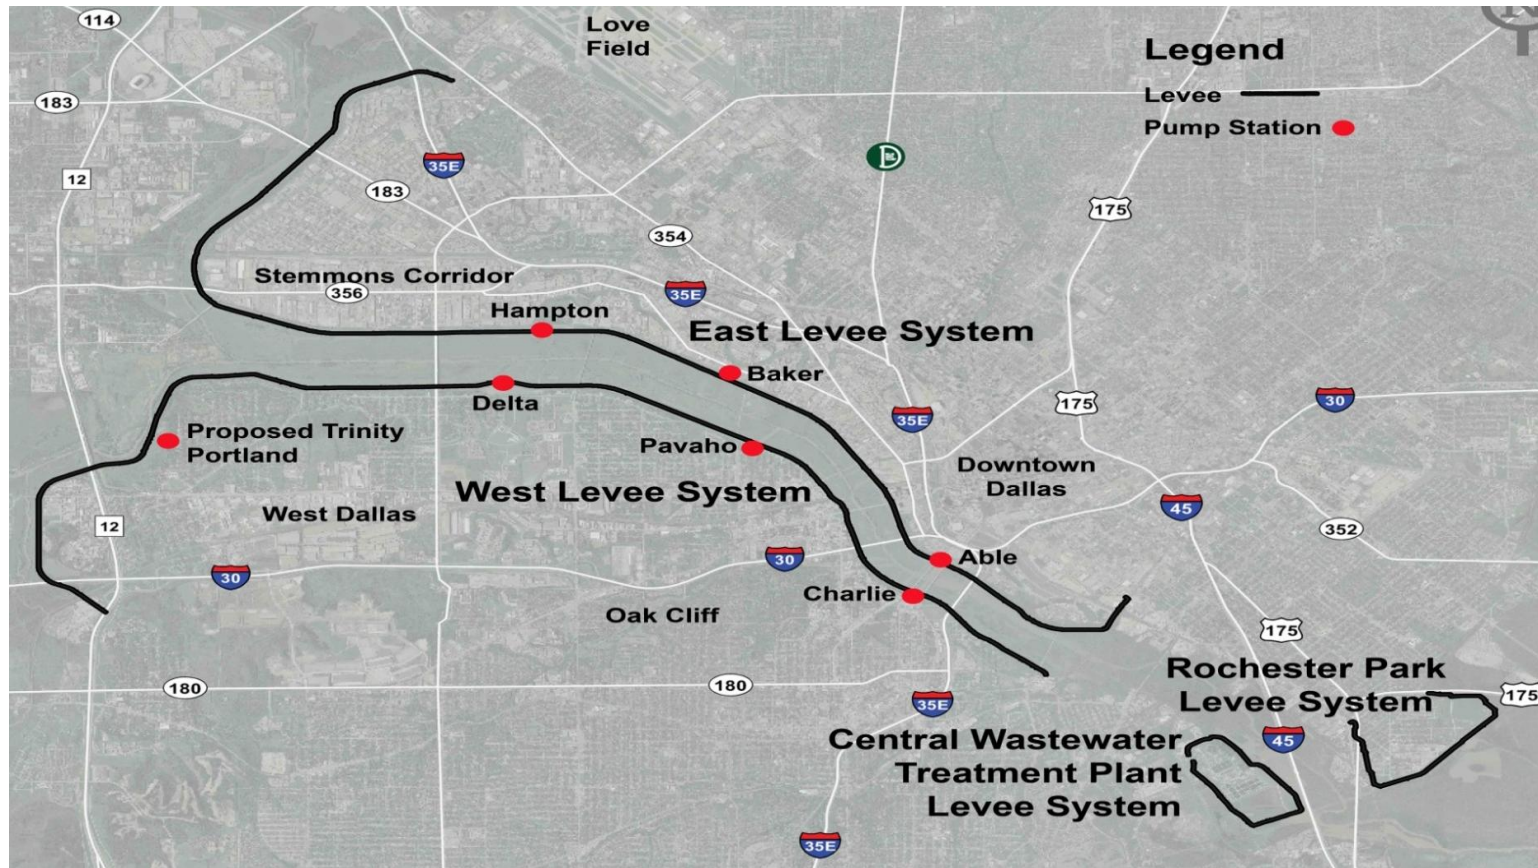 114
Love
Field
N
Legend
Levee
Pump Station
183
12
35E
183
175
354
Stemmons Corridor
356
35E
Hampton
East Levee System
Baker
Delta
35E
175
30
Proposed Trinity
Portland
Pavaho
Downtown
Dallas
West Levee System
45
West Dallas
12
352
30
30
Able
Charlie
Oak Cliff
175
180
180
35E
Rochester Park
Levee System
175
45
Central Wastewater
Treatment Plant
Levee System
35E